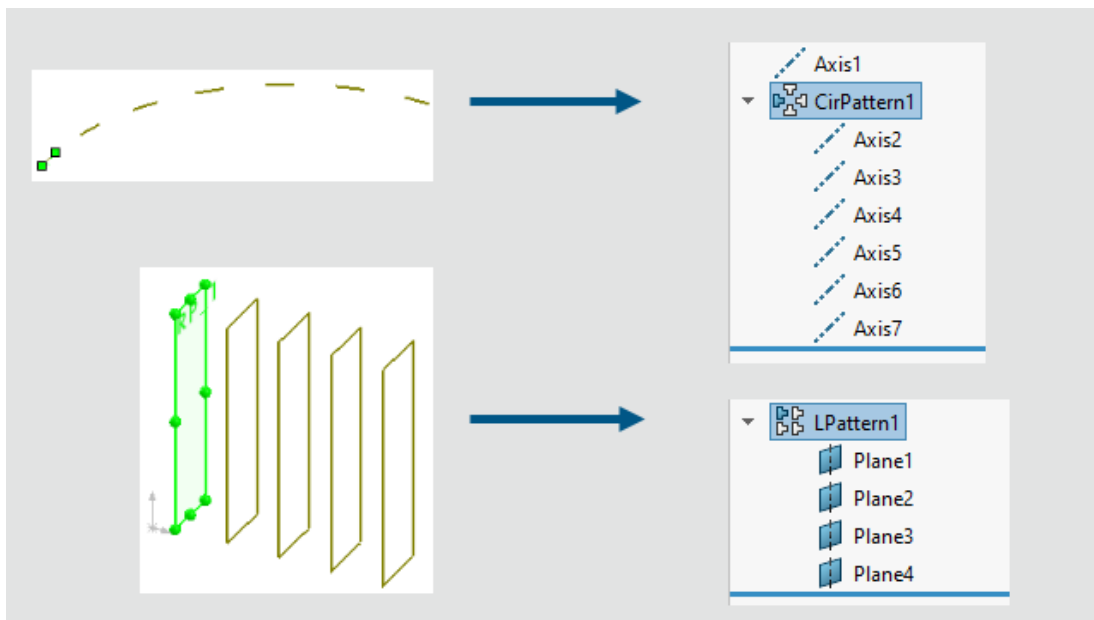 Axis1
CirPattern1
Axis2
Axis3
Axis4
Axis5
Axis6
Axis7
LPattern1
Plane1
Plane2
Plane3
Plane4